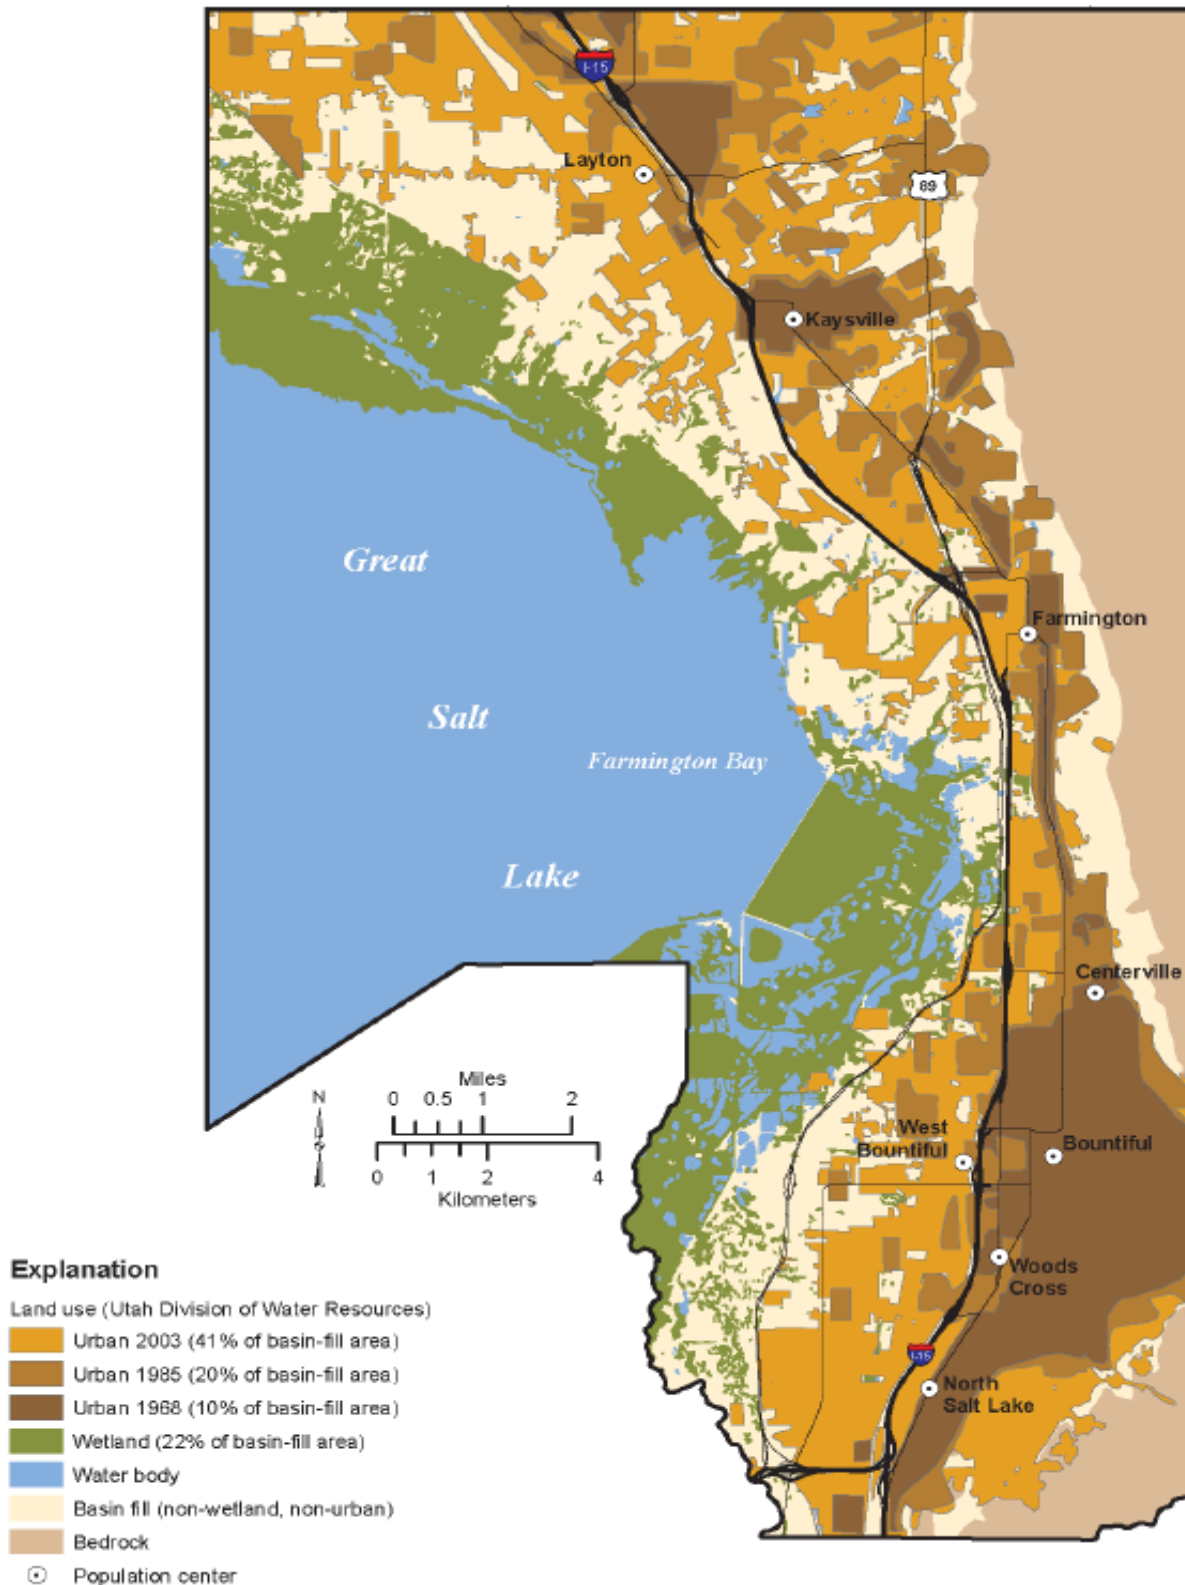 I-15
Layton
89
Kaysville
Great
Farmington
Salt
Farmington Bay
Lake
Centerville
Miles
0 0.5 1 2
N
West
Bountiful
Bountiful
0 1 2 4
Kilometers
Woods
Cross
Explanation
Land use (Utah Division of Water Resources)
Urban 2003 (41% of basin-fill area)
Urban 1985 (20% of basin-fill area)
Urban 1968 (10% of basin-fill area)
Wetland (22% of basin-fill area)
Water body
Basin fill (non-wetland, non-urban)
Bedrock
Population center
I-15
North
Salt Lake